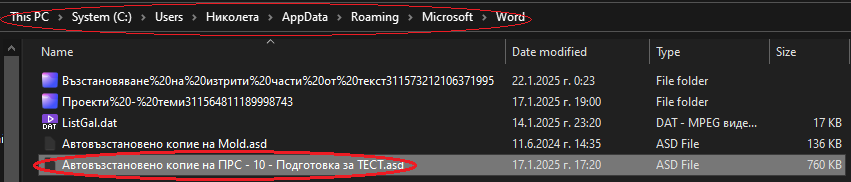 This PC > System (C:) > Users > Николета > AppData > Roaming > Microsoft > Word
Name Date modified Type Size
Възстановяване%20на%20изтрити%20части%20от%20текст311573212106371995 22.1.2025 г. 0:23 File folder
Проекти%20-%20теми311564811189998743 17.1.2025 г. 19:00 File folder
ListGal.dat 14.1.2025 г. 23:20 DAT - MPEG виде... 17 KB
Автовъзстановено копие на Mold.asd 11.6.2024 г. 14:35 ASD File 136 KB
Автовъзстановено копие на ПРС - 10 - Подготовка за ТЕСТ.asd 17.1.2025 г. 17:20 ASD File 760 KB